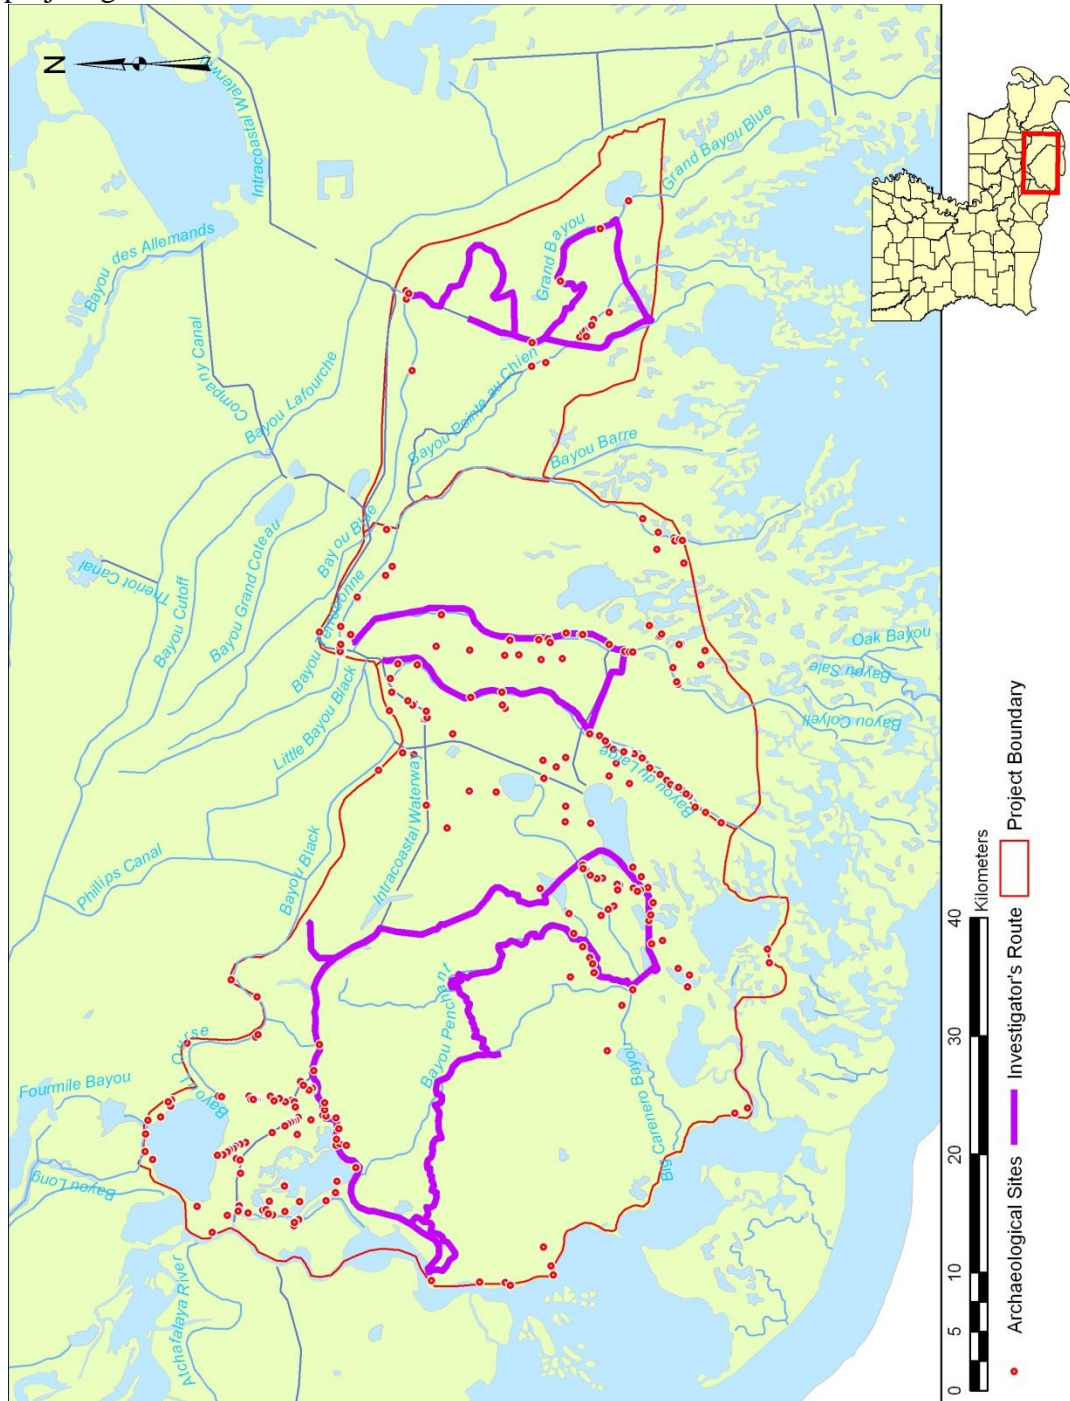 N
Intracoastal Waterway
Bayou des Allemands
Company Canal
Bayou Lafourche
Grand Bayou Blue
Grand Bayou
Bayou Pointe au Chien
Bayou Barre
Theriot Canal
Bayou Cutoff
Bayou Grand Coteau
Bayou Blue
Bayou Terrebonne
Little Bayou Black
Oak Bayou
Bayou Sale
Bayou Colyell
Bayou du Large
Intracoastal Waterway
Phillips Canal
Bayou Black
Bayou Penchant
Fourmile Bayou
Bayou Long
Big Carenero Bayou
Atchafalaya River
0 5 10 20 30 40
Kilometers
Archaeological Sites
Investigator's Route
Project Boundary